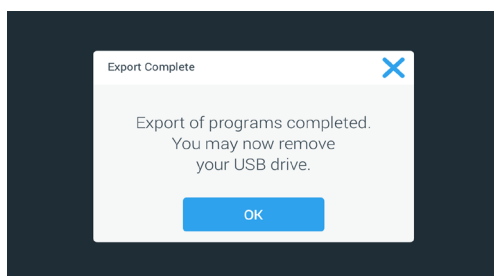 Export Complete
Export of programs completed.
You may now remove
your USB drive.
OK